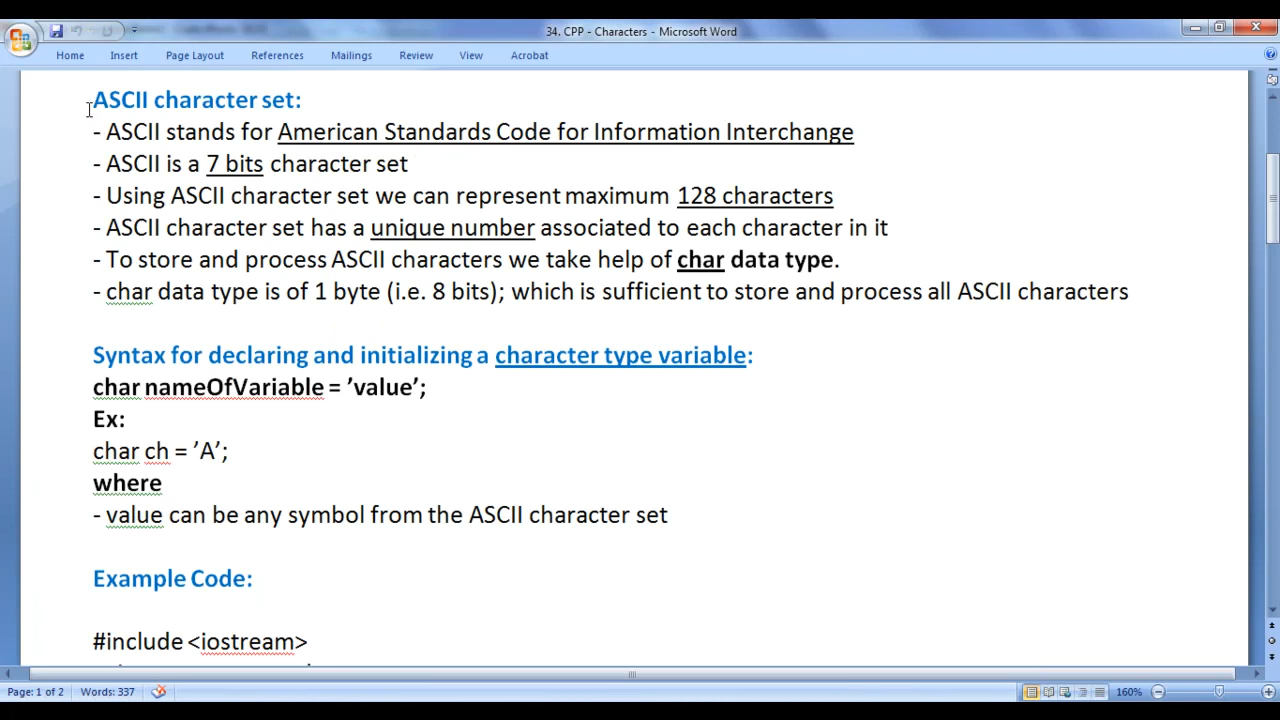 34. CPP - Characters - Microsoft Word
Home Insert Page Layout References Mailings Review View Acrobat
ASCII character set:
- ASCII stands for American Standards Code for Information Interchange
- ASCII is a 7 bits character set
- Using ASCII character set we can represent maximum 128 characters
- ASCII character set has a unique number associated to each character in it
- To store and process ASCII characters we take help of char data type.
- char data type is of 1 byte (i.e. 8 bits); which is sufficient to store and process all ASCII characters
Syntax for declaring and initializing a character type variable:
char nameOfVariable = ’value’;
Ex:
char ch = ’A’;
where
- value can be any symbol from the ASCII character set
Example Code:
#include <iostream>
Page: 1 of 2 Words: 337 160%